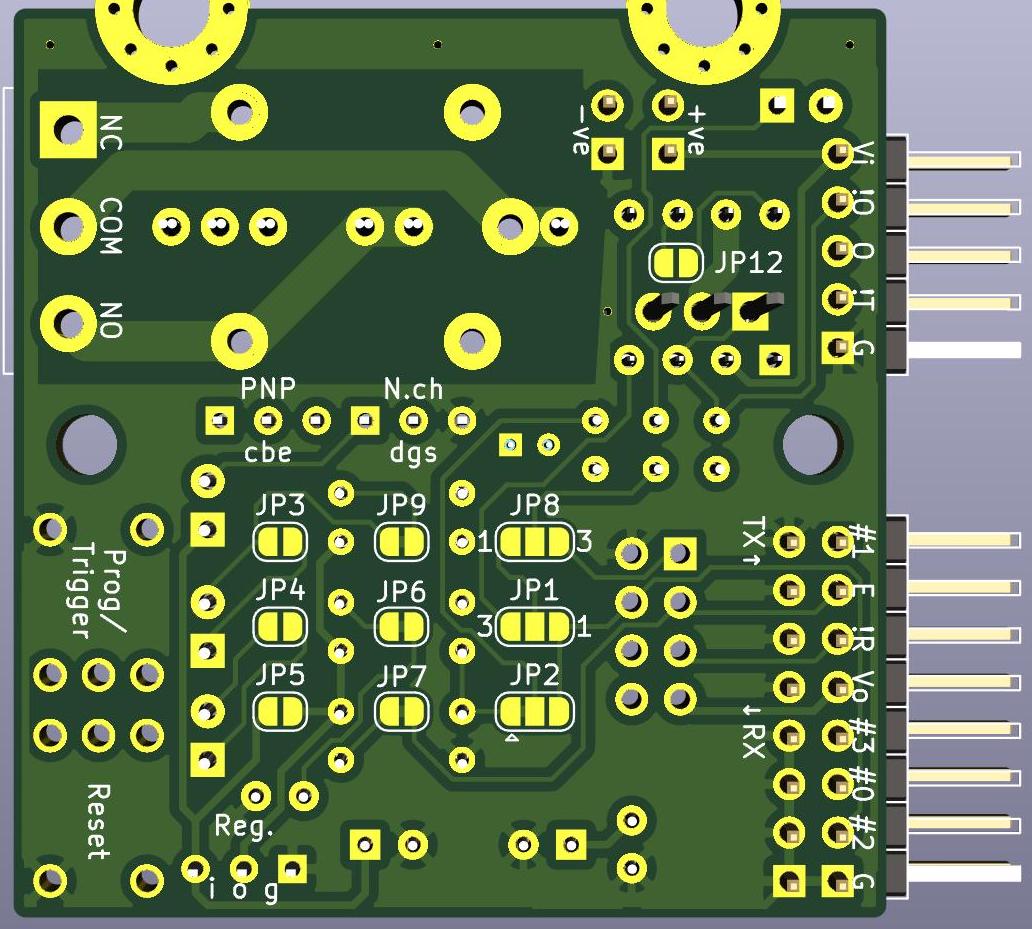 NC
COM
NO
-ve
+ve
JP12
Vi
!O
O
!T
G
PNP
cbe
N.ch
dgs
JP3
JP9
JP8
1
3
JP4
JP6
JP1
3
1
JP5
JP7
JP2
Prog/
Trigger
Reset
TX→
←RX
#1
E
!R
Vo
#3
#0
#2
G
Reg.
i o g